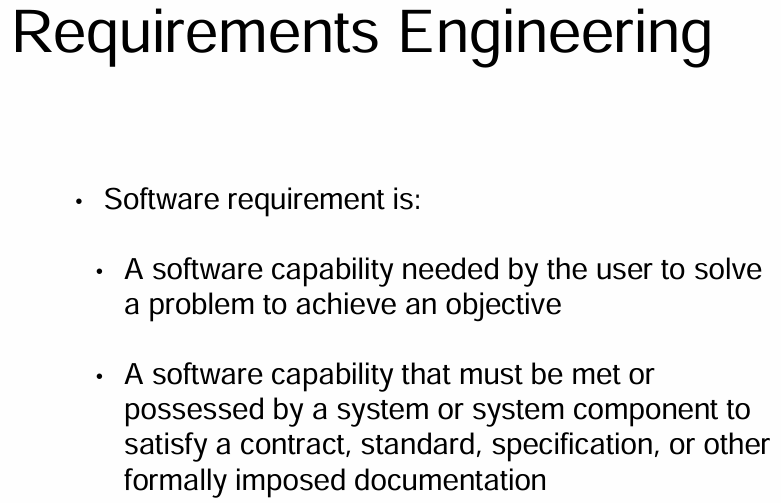 Requirements Engineering
• Software requirement is:
• A software capability needed by the user to solve
a problem to achieve an objective
• A software capability that must be met or
possessed by a system or system component to
satisfy a contract, standard, specification, or other
formally imposed documentation